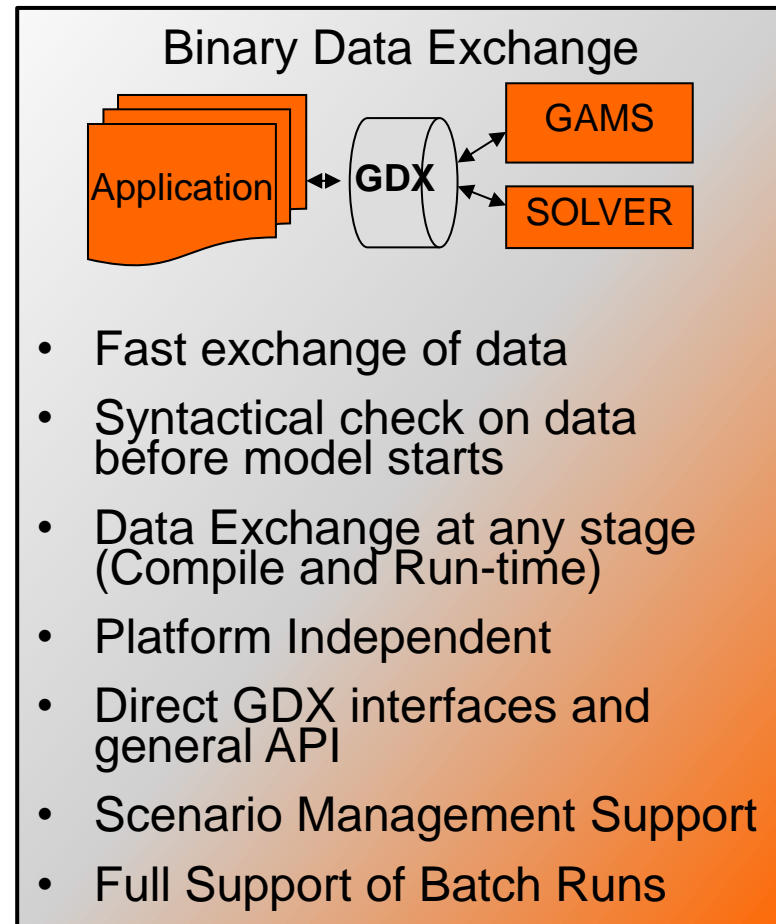 Binary Data Exchange
Application
GDX
GAMS
SOLVER
• Fast exchange of data
• Syntactical check on data
before model starts
• Data Exchange at any stage
(Compile and Run-time)
• Platform Independent
• Direct GDX interfaces and
general API
• Scenario Management Support
• Full Support of Batch Runs